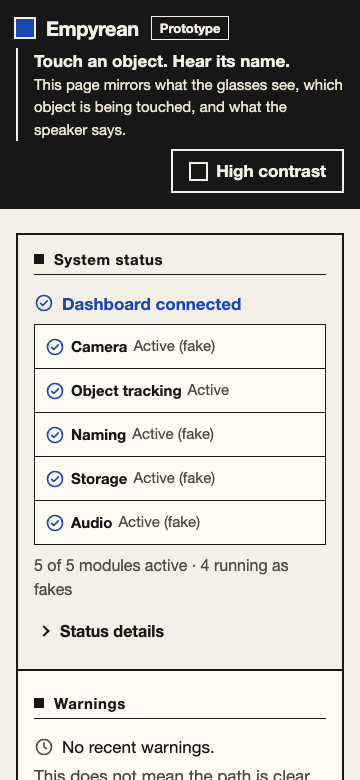 Empyrean Prototype
Touch an object. Hear its name.
This page mirrors what the glasses see, which
object is being touched, and what the
speaker says.
High contrast
System status
Dashboard connected
Camera Active (fake)
Object tracking Active
Naming Active (fake)
Storage Active (fake)
Audio Active (fake)
5 of 5 modules active · 4 running as
fakes
Status details
Warnings
No recent warnings.
This does not mean the path is clear.